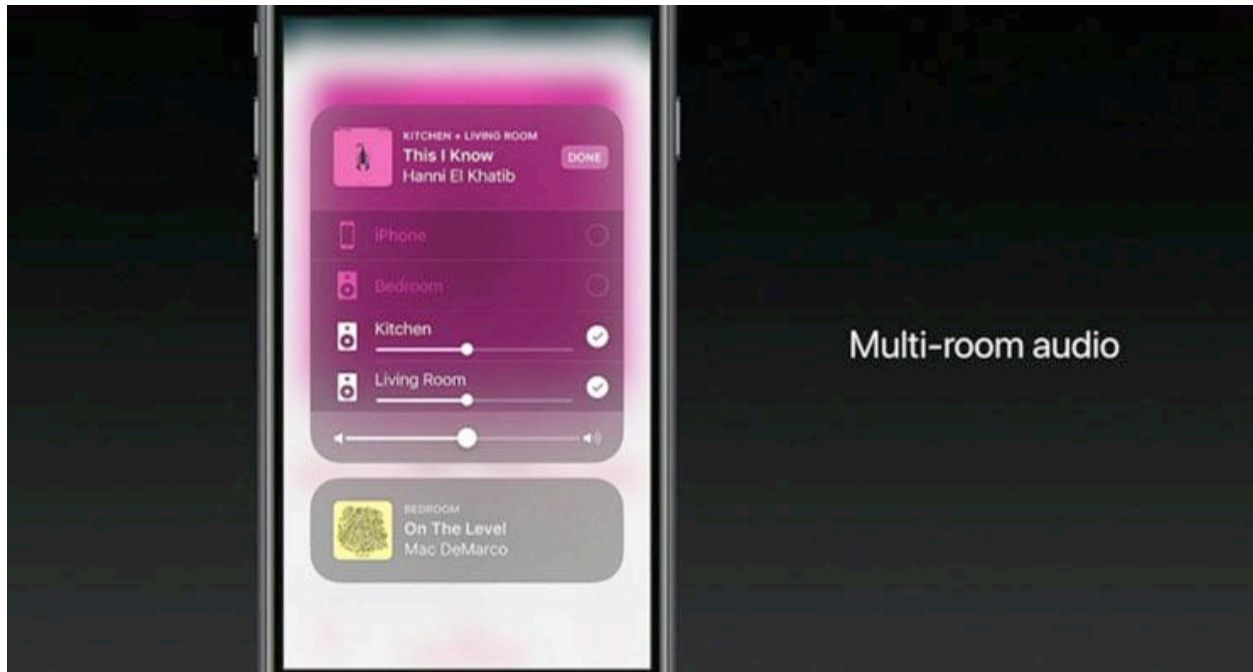 KITCHEN + LIVING ROOM
This I Know
DONE
Hanni El Khatib
iPhone
Bedroom
Kitchen
Living Room
BEDROOM
On The Level
Mac DeMarco
Multi-room audio